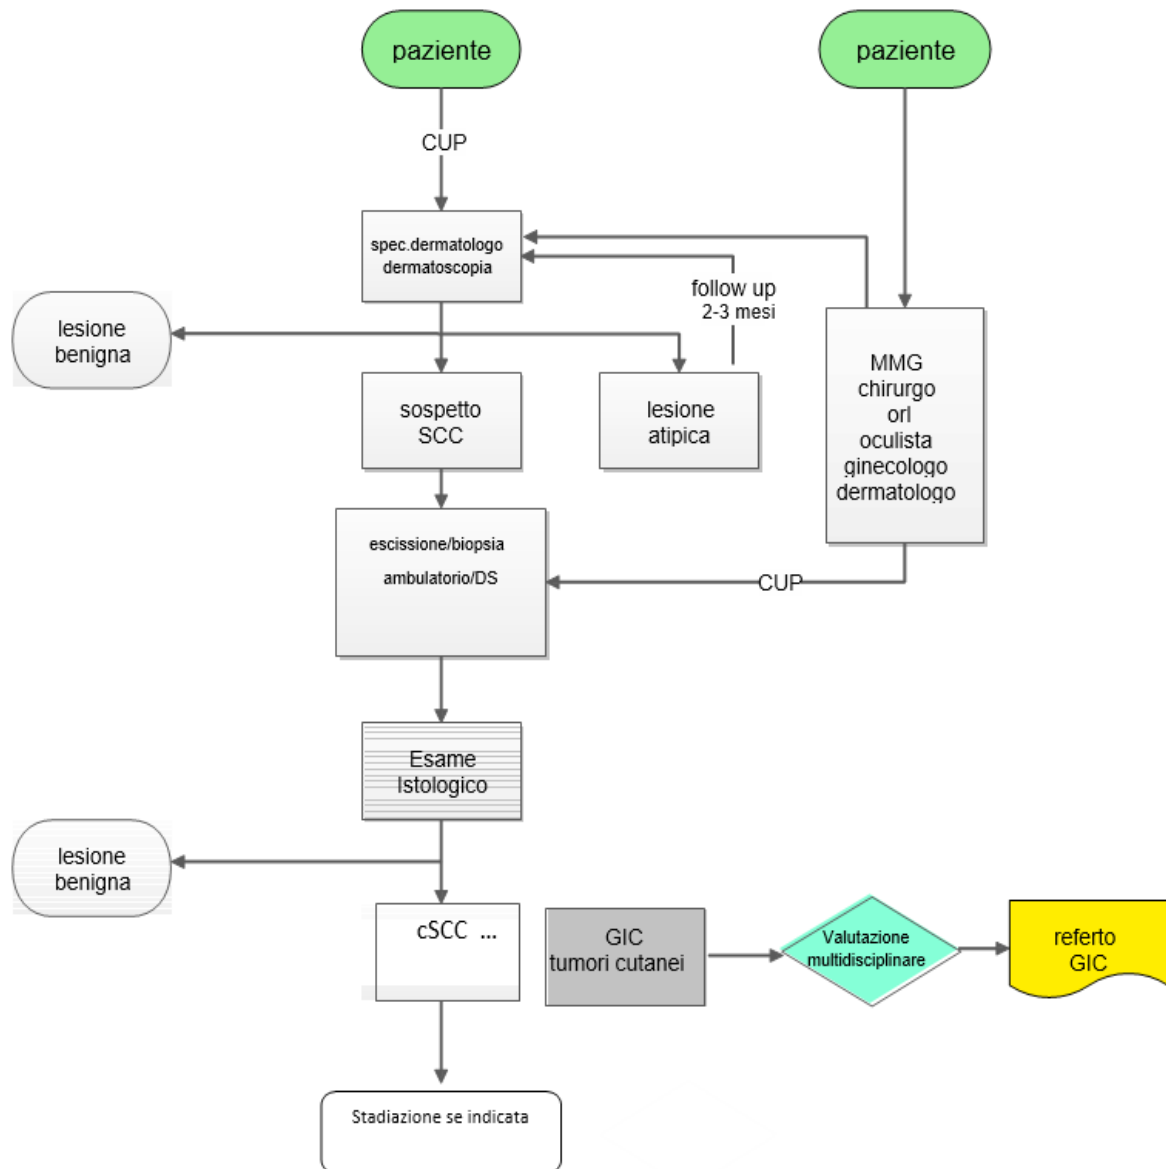 paziente
paziente
CUP
spec.dermatologo
dermatoscopia
follow up
2-3 mesi
lesione
benigna
MMG
chirurgo
orl
oculista
ginecologo
dermatologo
sospetto
SCC
lesione
atipica
escissione/biopsia
ambulatorio/DS
CUP
Esame
Istologico
lesione
benigna
cSCC ...
GIC
tumori cutanei
Valutazione
multidisciplinare
referto
GIC
Stadiazione se indicata